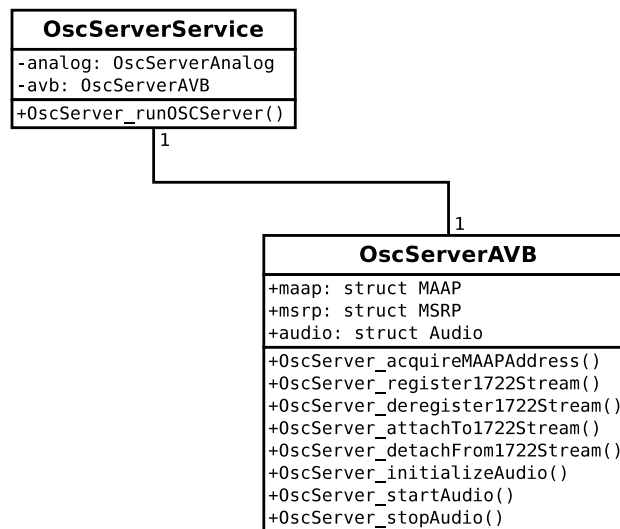 OscServerService
-analog: OscServerAnalog
-avb: OscServerAVB
+OscServer_runOSCServer()
1
1
OscServerAVB
+maap: struct MAAP
+msrp: struct MSRP
+audio: struct Audio
+OscServer_acquireMAAPAddress()
+OscServer_register1722Stream()
+OscServer_deregister1722Stream()
+OscServer_attachTo1722Stream()
+OscServer_detachFrom1722Stream()
+OscServer_initializeAudio()
+OscServer_startAudio()
+OscServer_stopAudio()